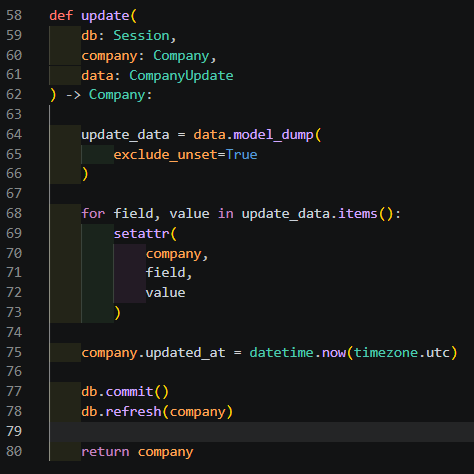 58 def update(
59     db: Session,
60     company: Company,
61     data: CompanyUpdate
62 ) -> Company:
63
64     update_data = data.model_dump(
65         exclude_unset=True
66     )
67
68     for field, value in update_data.items():
69         setattr(
70             company,
71             field,
72             value
73         )
74
75     company.updated_at = datetime.now(timezone.utc)
76
77     db.commit()
78     db.refresh(company)
79
80     return company